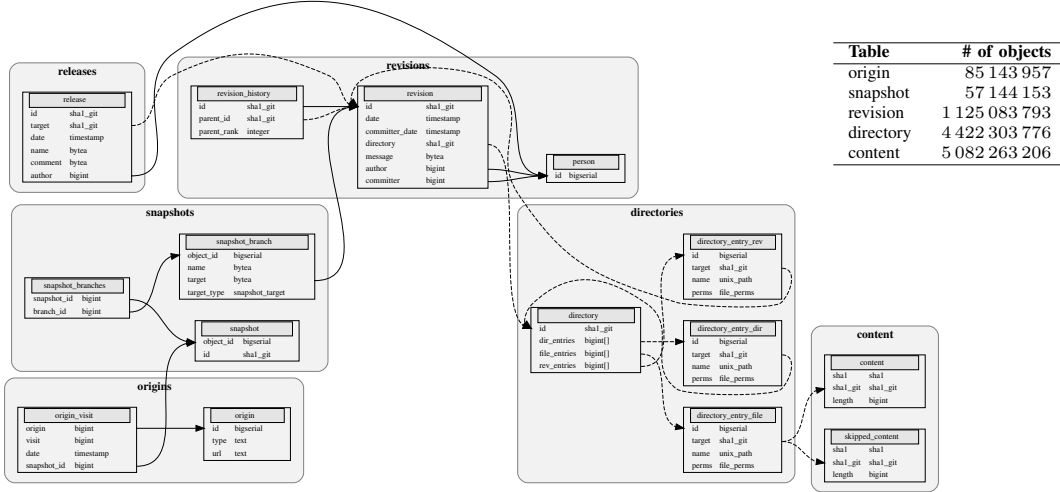 releases
release
id sha1_git
target sha1_git
date timestamp
name bytea
comment bytea
author bigint
revisions
revision_history
id sha1_git
parent_id sha1_git
parent_rank integer
revision
id sha1_git
date timestamp
committer_date timestamp
directory sha1_git
message bytea
author bigint
committer bigint
person
id bigserial
Table # of objects
origin 85 143 957
snapshot 57 144 153
revision 1 125 083 793
directory 4 422 303 776
content 5 082 263 206
snapshots
snapshot_branches
snapshot_id bigint
branch_id bigint
snapshot_branch
object_id bigserial
name bytea
target bytea
target_type snapshot_target
snapshot
object_id bigserial
id sha1_git
origins
origin_visit
origin bigint
visit bigint
date timestamp
snapshot_id bigint
origin
id bigserial
type text
url text
directories
directory
id sha1_git
dir_entries bigint[]
file_entries bigint[]
rev_entries bigint[]
directory_entry_rev
id bigserial
target sha1_git
name unix_path
perms file_perms
directory_entry_dir
id bigserial
target sha1_git
name unix_path
perms file_perms
directory_entry_file
id bigserial
target sha1_git
name unix_path
perms file_perms
content
content
sha1 sha1
sha1_git sha1_git
length bigint
skipped_content
sha1 sha1
sha1_git sha1_git
length bigint